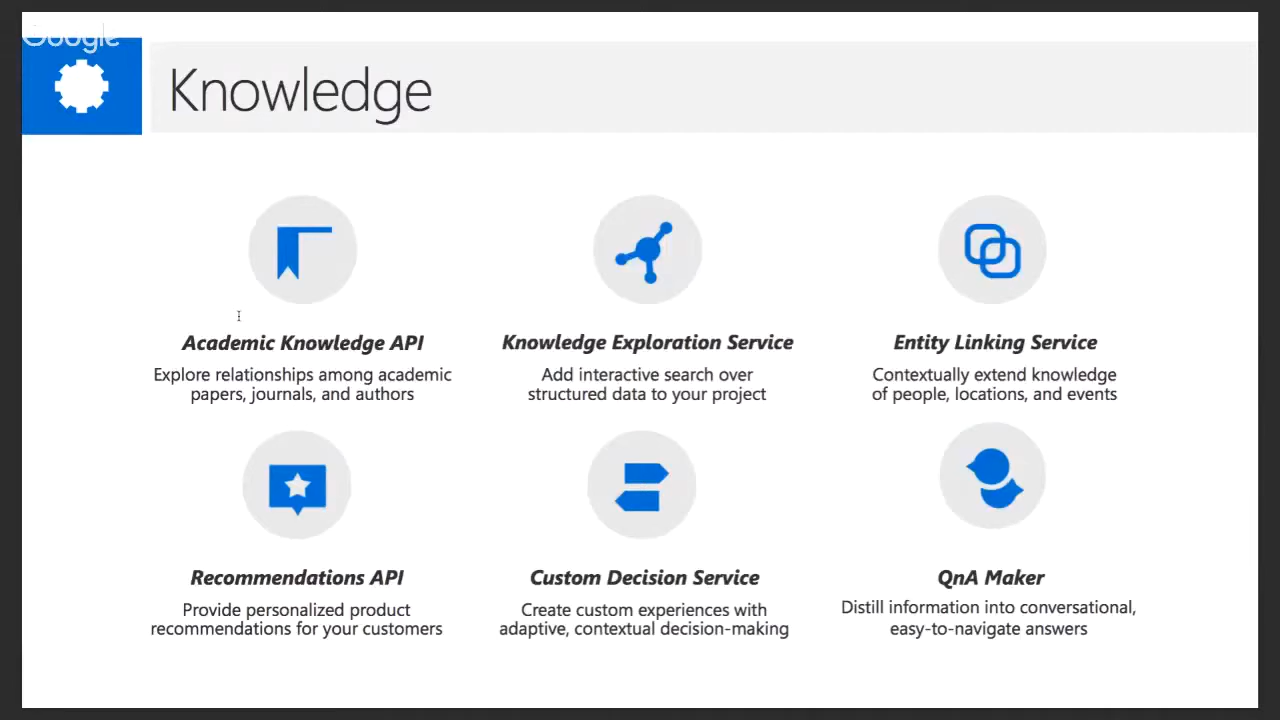 Google
Knowledge
Academic Knowledge API
Explore relationships among academic
papers, journals, and authors
Knowledge Exploration Service
Add interactive search over
structured data to your project
Entity Linking Service
Contextually extend knowledge
of people, locations, and events
Recommendations API
Provide personalized product
recommendations for your customers
Custom Decision Service
Create custom experiences with
adaptive, contextual decision-making
QnA Maker
Distill information into conversational,
easy-to-navigate answers